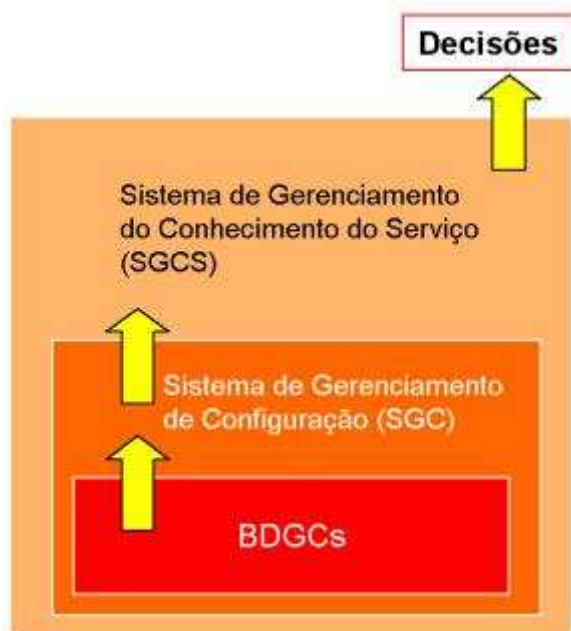 Decisões
Sistema de Gerenciamento
do Conhecimento do Serviço
(SGCS)
Sistema de Gerenciamento
de Configuração (SGC)
BDGCs